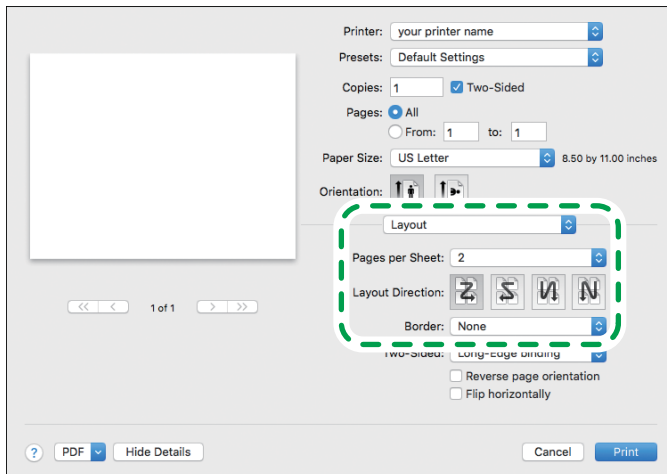 Printer: your printer name
Presets: Default Settings
Copies: 1 Two-Sided
Pages: All
From: 1 to: 1
Paper Size: US Letter 8.50 by 11.00 inches
Orientation:
Layout
Pages per Sheet: 2
Layout Direction:
Border: None
Two-Sided: Long-Edge binding
Reverse page orientation
Flip horizontally
<< < 1 of 1 > >>
? PDF Hide Details Cancel Print